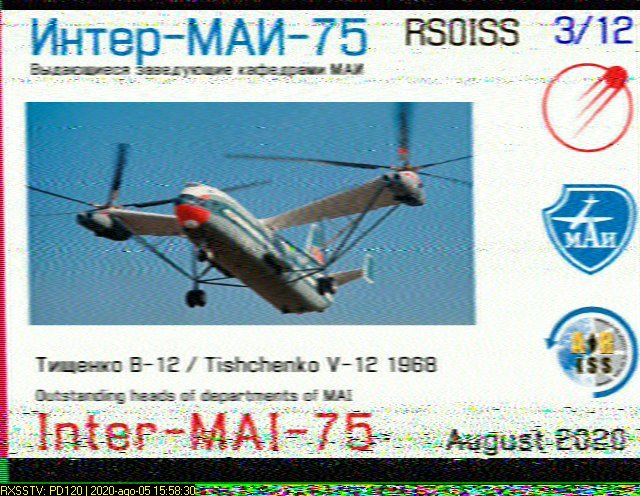 Интер-МАИ-75 RS0ISS 3/12
Выдающиеся заведующие кафедрами МАИ
МАИ
ARISS
Тищенко В-12 / Tishchenko V-12 1968
Outstanding heads of departments of MAI
Inter-MAI-75 August 2020
RXSSTV: PD120 | 2020-ago-05 15:58:30